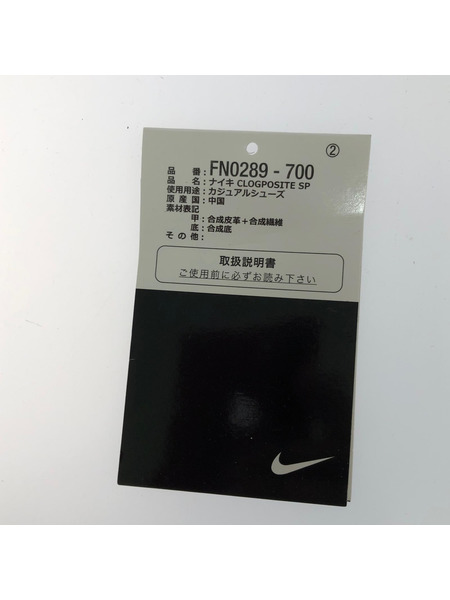 ②
品番:FN0289-700
品名:ナイキ CLOGPOSITE SP
使用用途:カジュアルシューズ
原産国:中国
素材表記
甲:合成皮革+合成繊維
底:合成底
その他:
取扱説明書
ご使用前に必ずお読み下さい